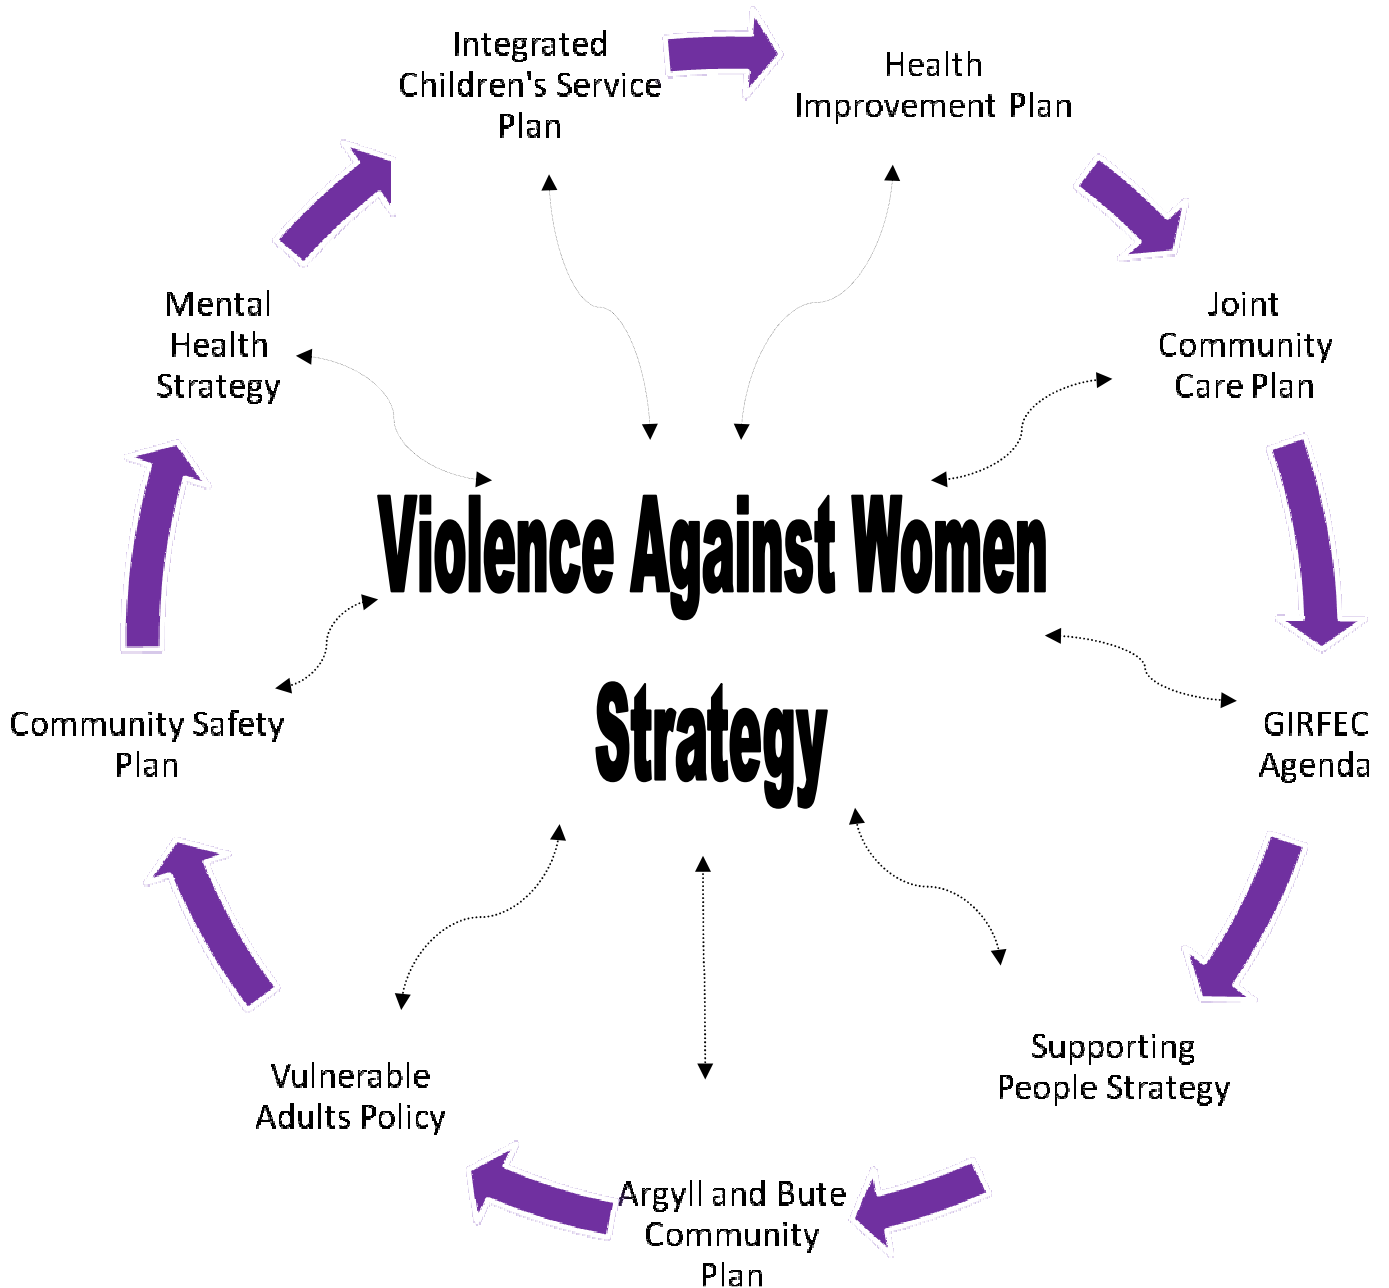 Integrated
Children's Service
Plan
Health
Improvement Plan
Mental
Health
Strategy
Joint
Community
Care Plan
Violence Against Women
Strategy
Community Safety
Plan
GIRFEC
Agenda
Vulnerable
Adults Policy
Supporting
People Strategy
Argyll and Bute
Community
Plan